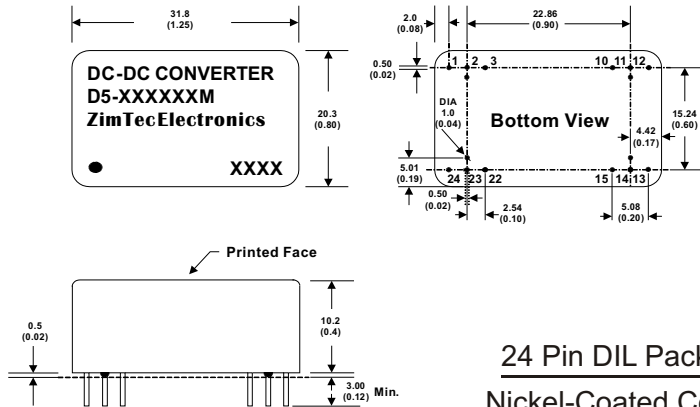 31.8
(1.25)
DC-DC CONVERTER
D5-XXXXXXM
ZimTecElectronics
XXXX
20.3
(0.80)
2.0
(0.08)
22.86
(0.90)
0.50
(0.02)
1 2 3 10 11 12
DIA
1.0
(0.04)
Bottom View
15.24
(0.60)
4.42
(0.17)
5.01
(0.19)
24 23 22 15 14 13
0.50
(0.02)
2.54
(0.10)
5.08
(0.20)
Printed Face
0.5
(0.02)
10.2
(0.4)
3.00
(0.12) Min.
24 Pin DIL Pack
Nickel-Coated Co